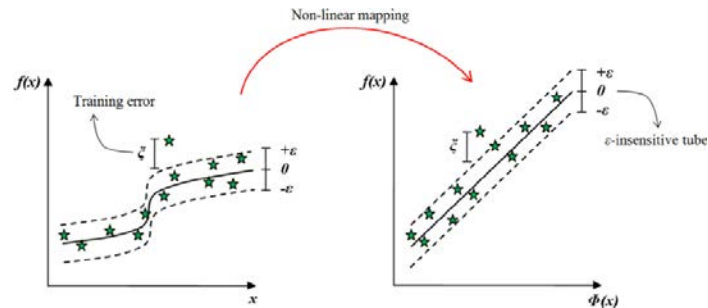 Non-linear mapping
f(x)
Training error
ξ
+ε
0
-ε
x
f(x)
ξ
+ε
0
-ε
ε-insensitive tube
Φ(x)